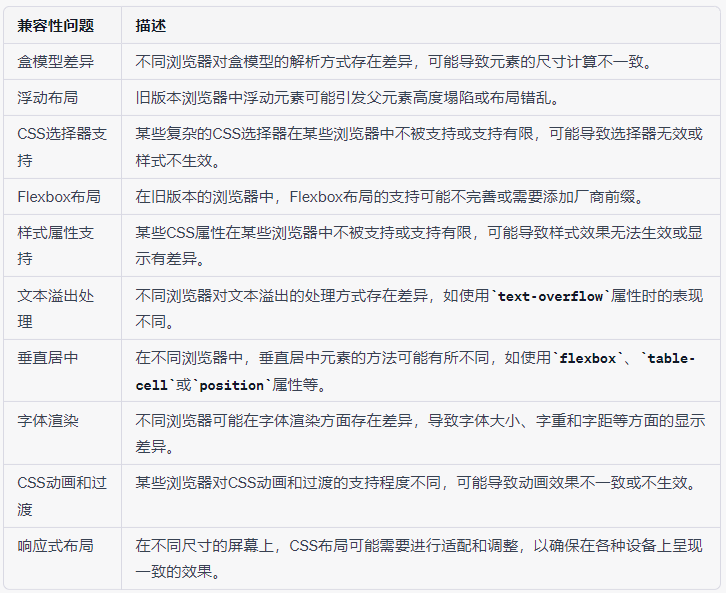 兼容性问题 描述
盒模型差异 不同浏览器对盒模型的解析方式存在差异，可能导致元素的尺寸计算不一致。
浮动布局 旧版本浏览器中浮动元素可能引发父元素高度塌陷或布局错乱。
CSS选择器支
持
某些复杂的CSS选择器在某些浏览器中不被支持或支持有限，可能导致选择器无效或
样式不生效。
Flexbox布局 在旧版本的浏览器中，Flexbox布局的支持可能不完善或需要添加厂商前缀。
样式属性支
持
某些CSS属性在某些浏览器中不被支持或支持有限，可能导致样式效果无法生效或显
示有差异。
文本溢出处
理
不同浏览器对文本溢出的处理方式存在差异，如使用`text-overflow`属性时的表现
不同。
垂直居中
在不同浏览器中，垂直居中元素的方法可能有所不同，如使用`flexbox`、`table-
cell`或`position`属性等。
字体渲染
不同浏览器可能在字体渲染方面存在差异，导致字体大小、字重和字距等方面的显示
差异。
CSS动画和过
渡
某些浏览器对CSS动画和过渡的支持程度不同，可能导致动画效果不一致或不生效。
响应式布局
在不同尺寸的屏幕上，CSS布局可能需要进行适配和调整，以确保在各种设备上呈现
一致的效果。